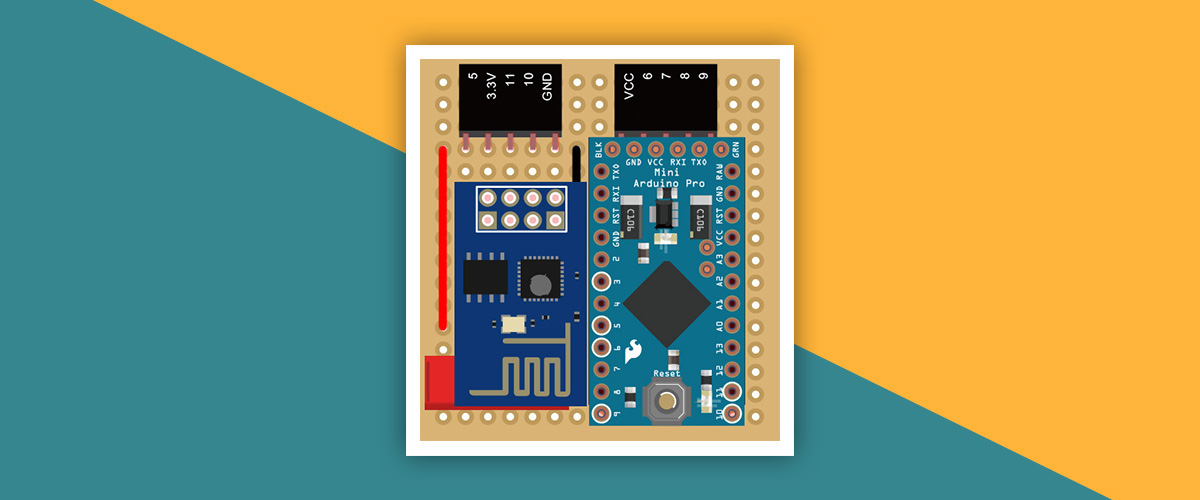 5
3.3V
11
10
GND
VCC
6
7
8
9
BLK
GRN
GND VCC RXI TXO
Mini
Arduino Pro
TXO
RXI
RST
GND
2
3
4
5
6
7
8
9
RAW
GND
RST
VCC
A3
A2
A1
A0
13
12
11
10
C106
C106
Reset